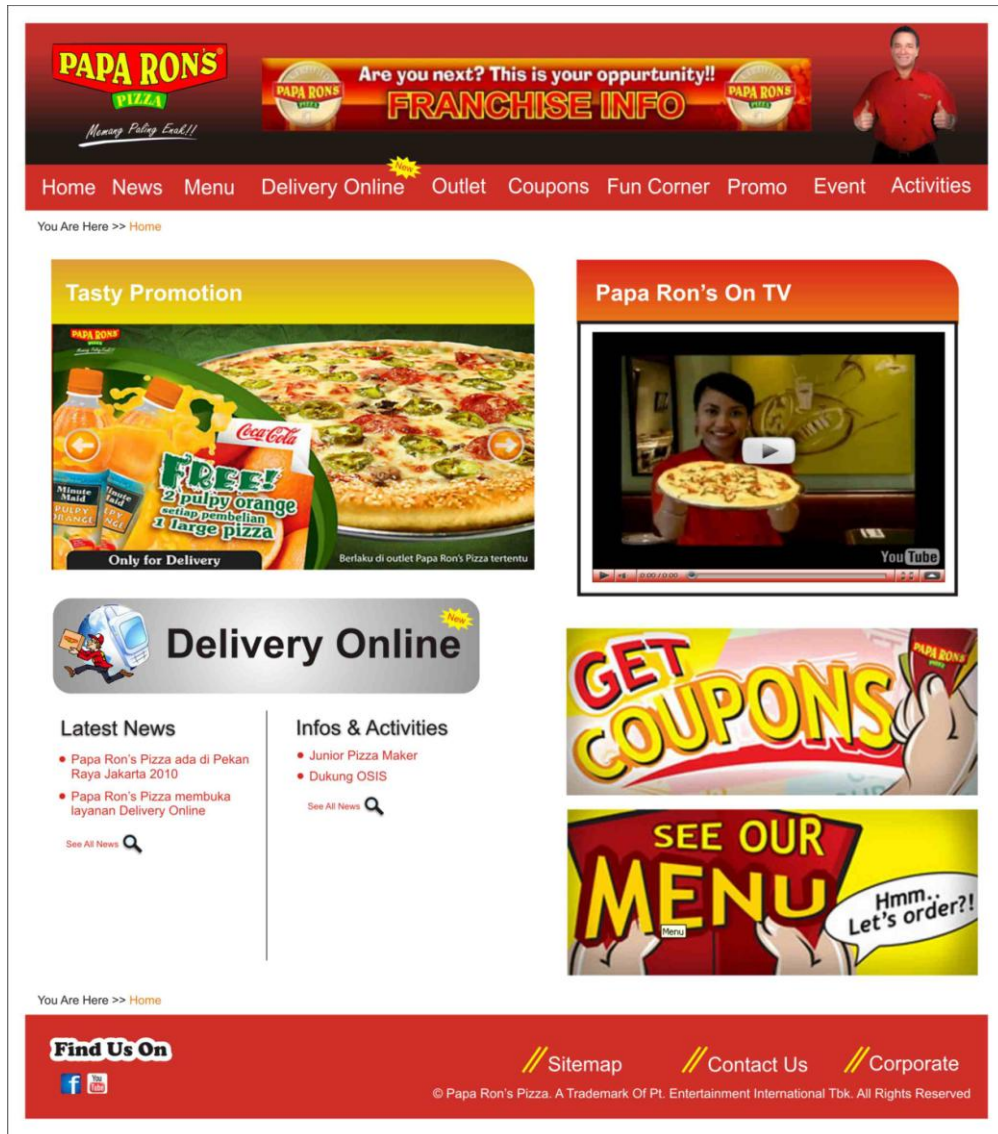 PAPA RON'S
PIZZA
Memang Paling Enak!!
PAPA RONS
PIZZA
Are you next? This is your oppurtunity!!
FRANCHISE INFO
PAPA RONS
PIZZA
New
Home News Menu Delivery Online Outlet Coupons Fun Corner Promo Event Activities
You Are Here >> Home
Tasty Promotion
PAPA RONS
Coca-Cola
FREE!
2 pulpy orange
setiap pembelian
1 large pizza
Minute
Maid
PULPY
ORANGE
Minute
Maid
Only for Delivery
Berlaku di outlet Papa Ron's Pizza tertentu
Papa Ron's On TV
YouTube
0:00 / 0:00
Delivery Online
New
GET
COUPONS
PAPA RONS
Latest News
Papa Ron's Pizza ada di Pekan
Raya Jakarta 2010
Papa Ron's Pizza membuka
layanan Delivery Online
See All News
Infos & Activities
Junior Pizza Maker
Dukung OSIS
See All News
SEE OUR
MENU
Menu
Hmm..
Let's order?!
You Are Here >> Home
Find Us On
f You Tube
Sitemap Contact Us Corporate
© Papa Ron's Pizza. A Trademark Of Pt. Entertainment International Tbk. All Rights Reserved